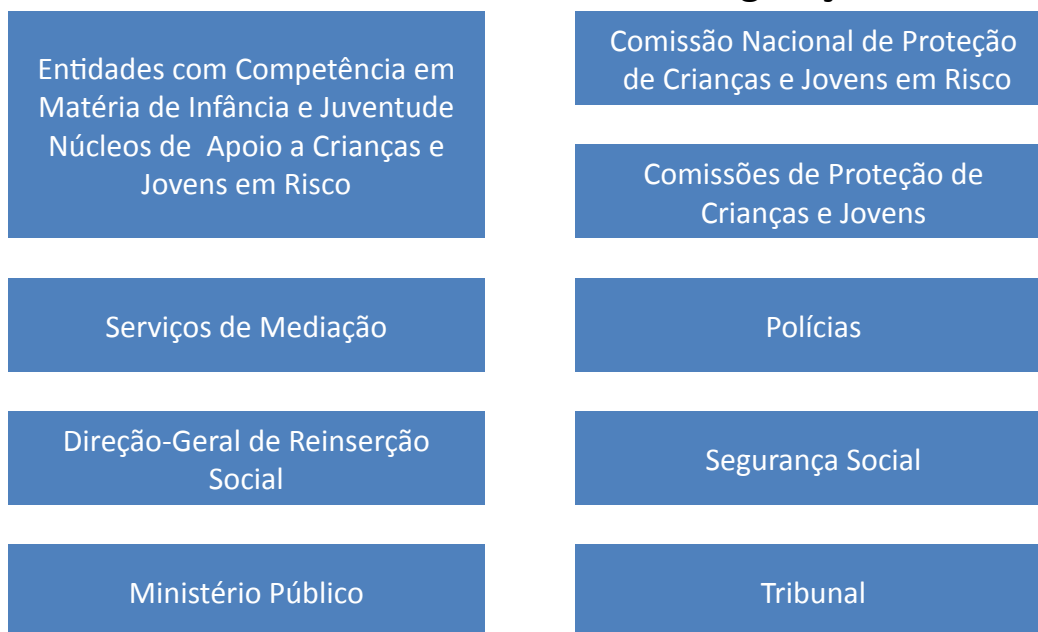 Entidades com Competência em
Matéria de Infância e Juventude
Núcleos de Apoio a Crianças e
Jovens em Risco
Comissão Nacional de Proteção
de Crianças e Jovens em Risco
Comissões de Proteção de
Crianças e Jovens
Serviços de Mediação
Polícias
Direção-Geral de Reinserção
Social
Segurança Social
Ministério Público
Tribunal